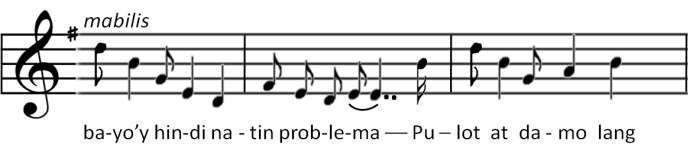 mabilis
ba-yo'y hin-di na - tin prob-le-ma — Pu – lot at da - mo lang